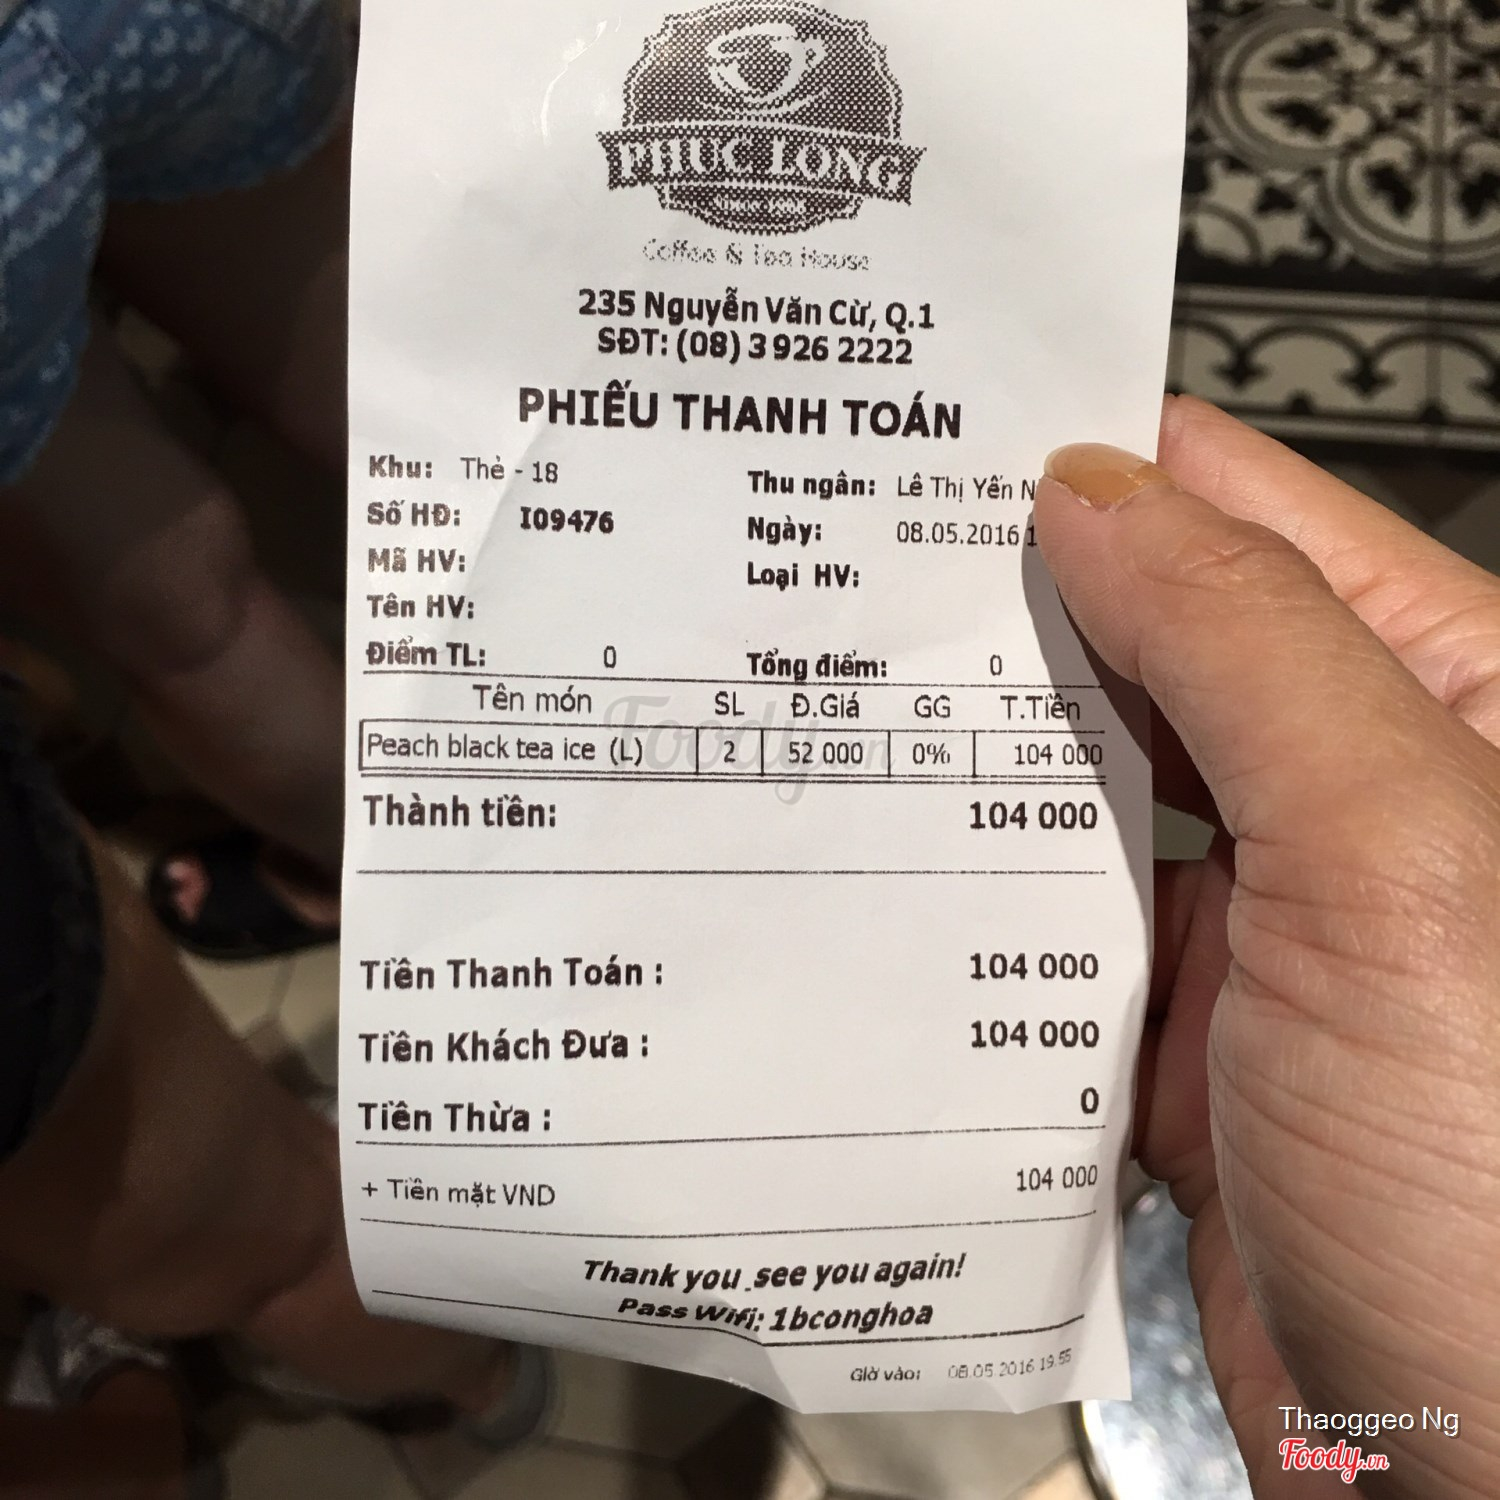 PHUC LONG
SINCE 1968
Coffee & Tea House
235 Nguyễn Văn Cừ, Q.1
SĐT: (08) 3 926 2222
PHIẾU THANH TOÁN
Khu: Thẻ - 18 Thu ngân: Lê Thị Yến
Số HĐ: I09476 Ngày: 08.05.2016 1
Mã HV: Loại HV:
Tên HV:
Điểm TL: 0 Tổng điểm: 0
Tên món SL Đ.Giá GG T.Tiền
Peach black tea ice (L) 2 52 000 0% 104 000
Thành tiền: 104 000
Tiền Thanh Toán : 104 000
Tiền Khách Đưa : 104 000
Tiền Thừa : 0
+ Tiền mặt VND 104 000
Thank you .see you again!
Pass Wifi: 1bconghoa
Giờ vào: 08.05.2016 19:55
Foody.vn
Thaoggeo Ng
Foody.vn